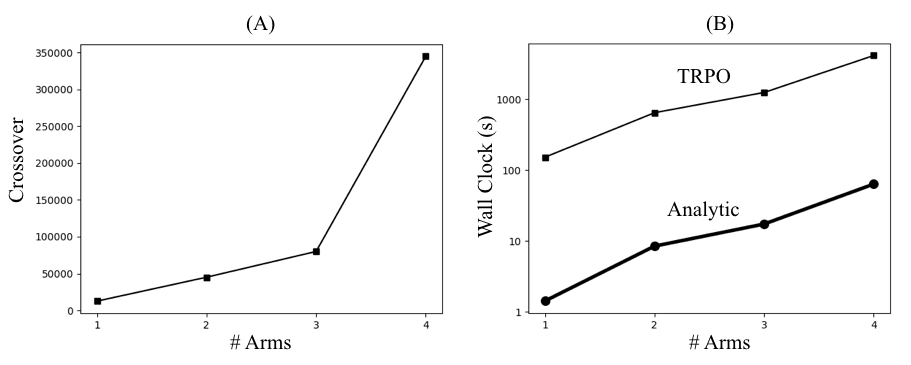 (A)
350000
300000
250000
200000
150000
100000
50000
0
Crossover
1 2 3 4
# Arms
(B)
1000
100
10
1
Wall Clock (s)
TRPO
Analytic
1 2 3 4
# Arms